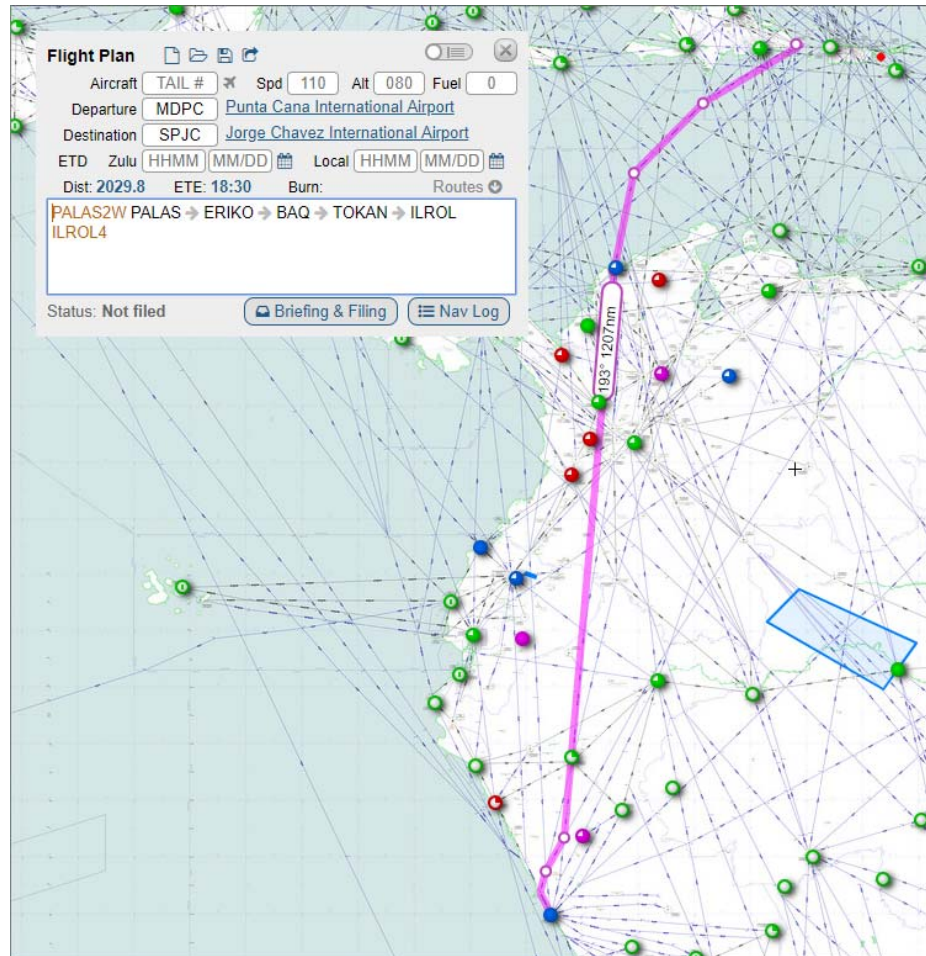 Flight Plan
Aircraft TAIL # Spd 110 Alt 080 Fuel 0
Departure MDPC Punta Cana International Airport
Destination SPJC Jorge Chavez International Airport
ETD Zulu HHMM MM/DD Local HHMM MM/DD
Dist: 2029.8 ETE: 18:30 Burn: Routes
PALAS2W PALAS → ERIKO → BAQ → TOKAN → ILROL
ILROL4
Status: Not filed Briefing & Filing Nav Log
193° 1207nm